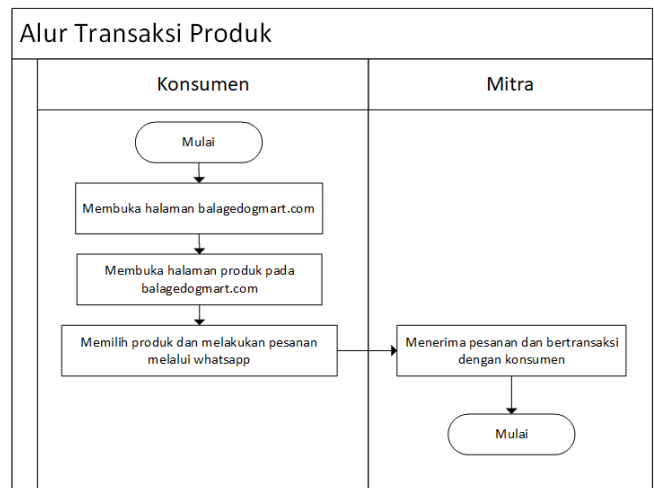 Alur Transaksi Produk
Konsumen
Mitra
Mulai
Membuka halaman balagedogmart.com
Membuka halaman produk pada
balagedogmart.com
Memilih produk dan melakukan pesanan
melalui whatsapp
Menerima pesanan dan bertransaksi
dengan konsumen
Mulai